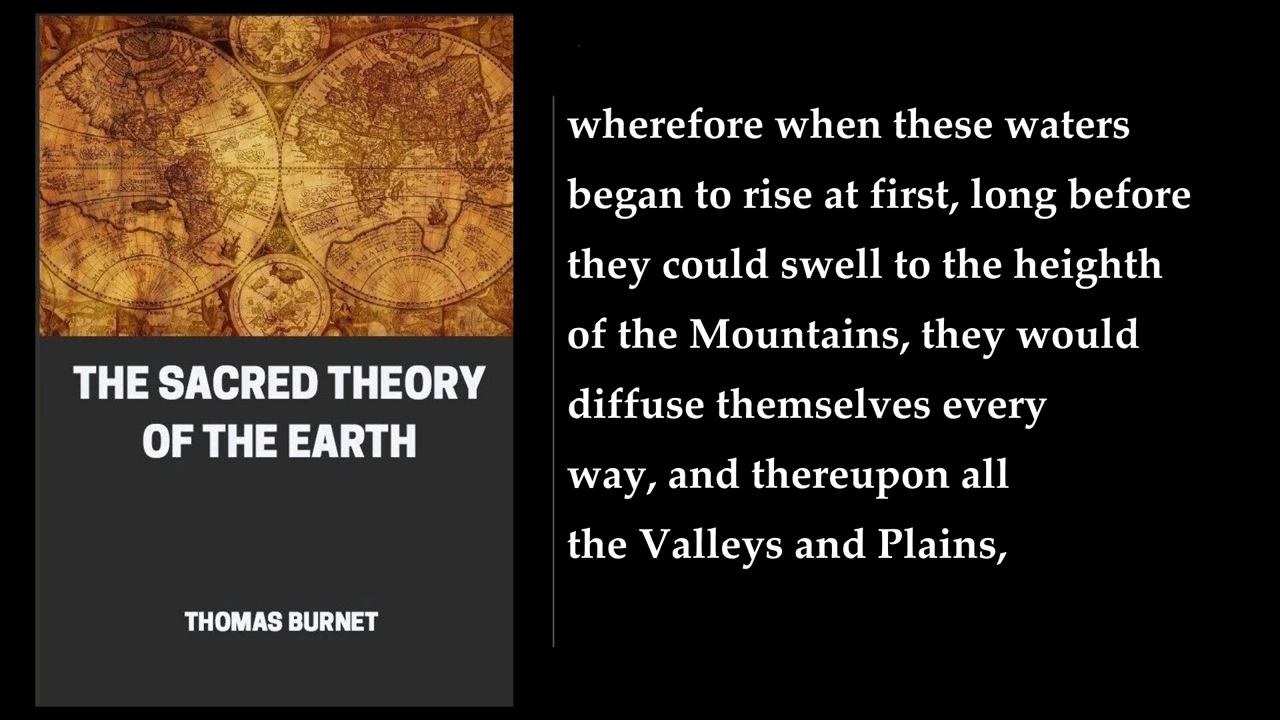 THE SACRED THEORY
OF THE EARTH
THOMAS BURNET
wherefore when these waters
began to rise at first, long before
they could swell to the heighth
of the Mountains, they would
diffuse themselves every
way, and thereupon all
the Valleys and Plains,